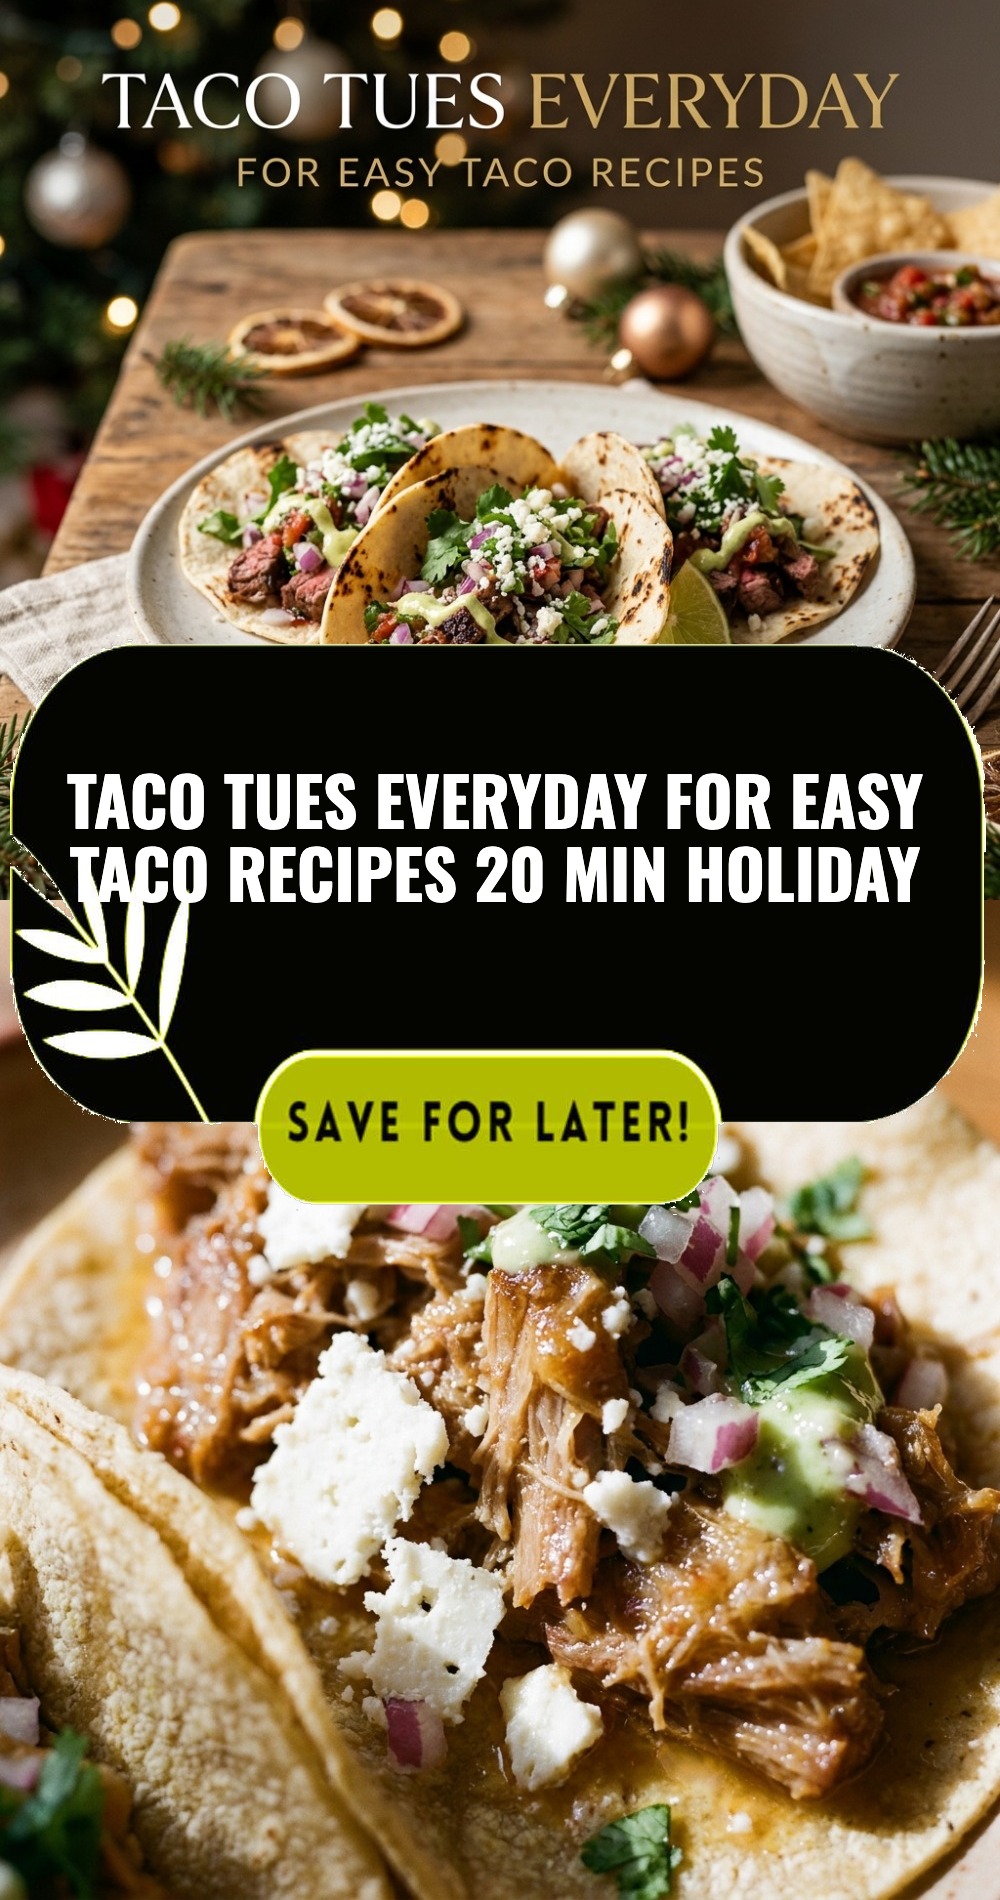 TACO TUES EVERYDAY
FOR EASY TACO RECIPES
TACO TUES EVERYDAY FOR EASY
TACO RECIPES 20 MIN HOLIDAY
SAVE FOR LATER!